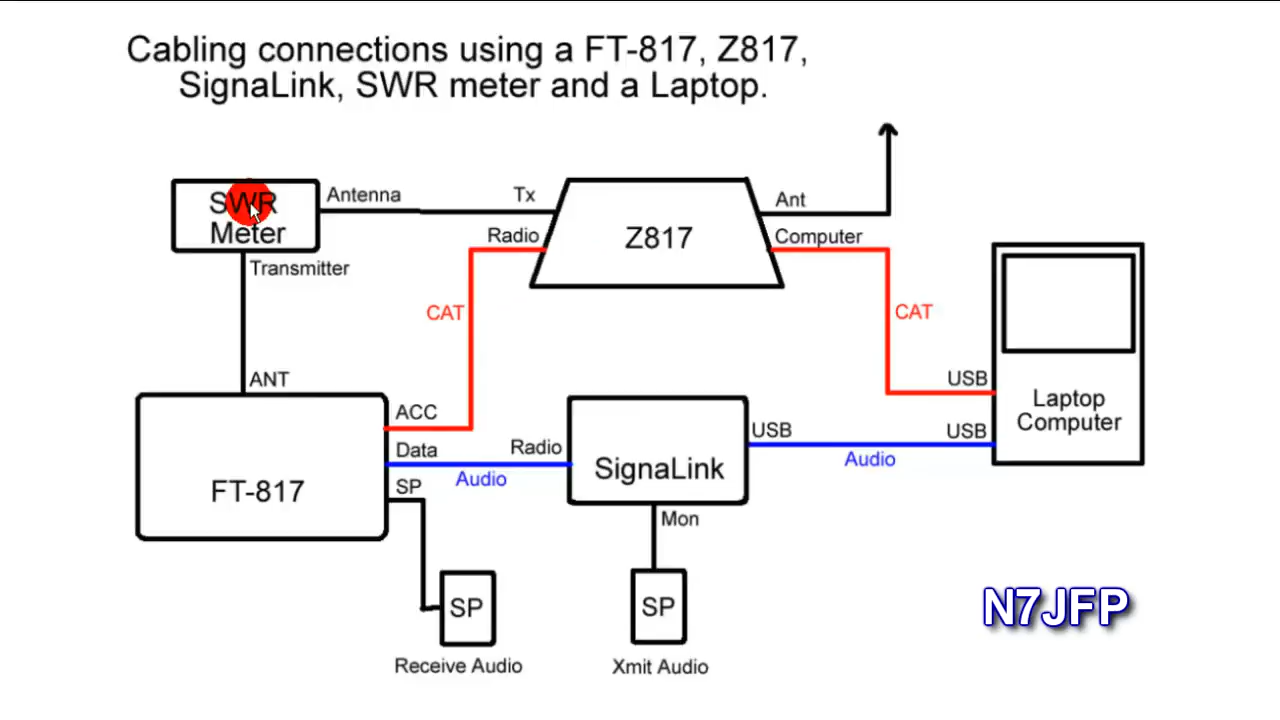 Cabling connections using a FT-817, Z817,
SignaLink, SWR meter and a Laptop.
SWR
Meter
Antenna
Tx
Ant
Radio
Z817
Computer
Transmitter
CAT
CAT
ANT
USB
Laptop
Computer
ACC
Data
Radio
USB
USB
Audio
Audio
SP
FT-817
SignaLink
Mon
SP
SP
N7JFP
Receive Audio
Xmit Audio